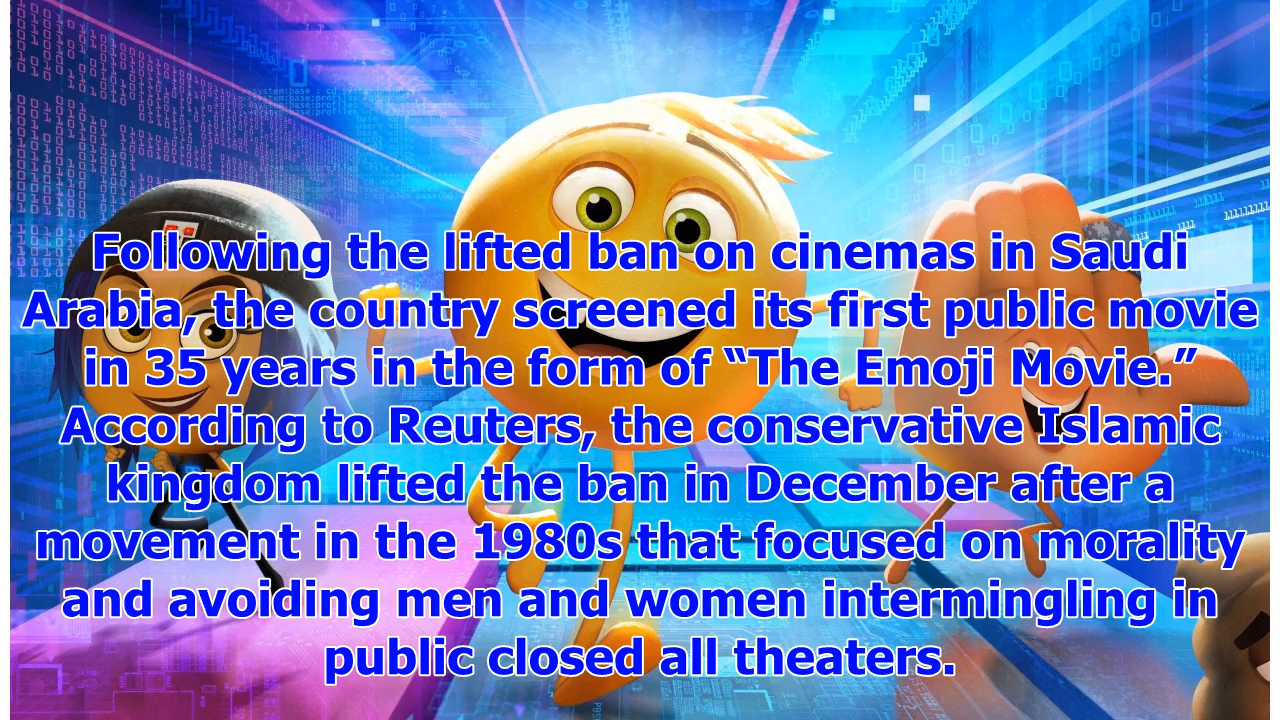 Following the lifted ban on cinemas in Saudi
Arabia, the country screened its first public movie
in 35 years in the form of “The Emoji Movie.”
According to Reuters, the conservative Islamic
kingdom lifted the ban in December after a
movement in the 1980s that focused on morality
and avoiding men and women intermingling in
public closed all theaters.